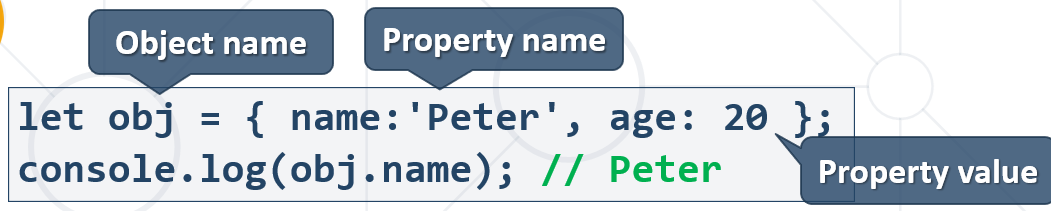 Object name
Property name
let obj = { name:'Peter', age: 20 };
console.log(obj.name); // Peter
Property value